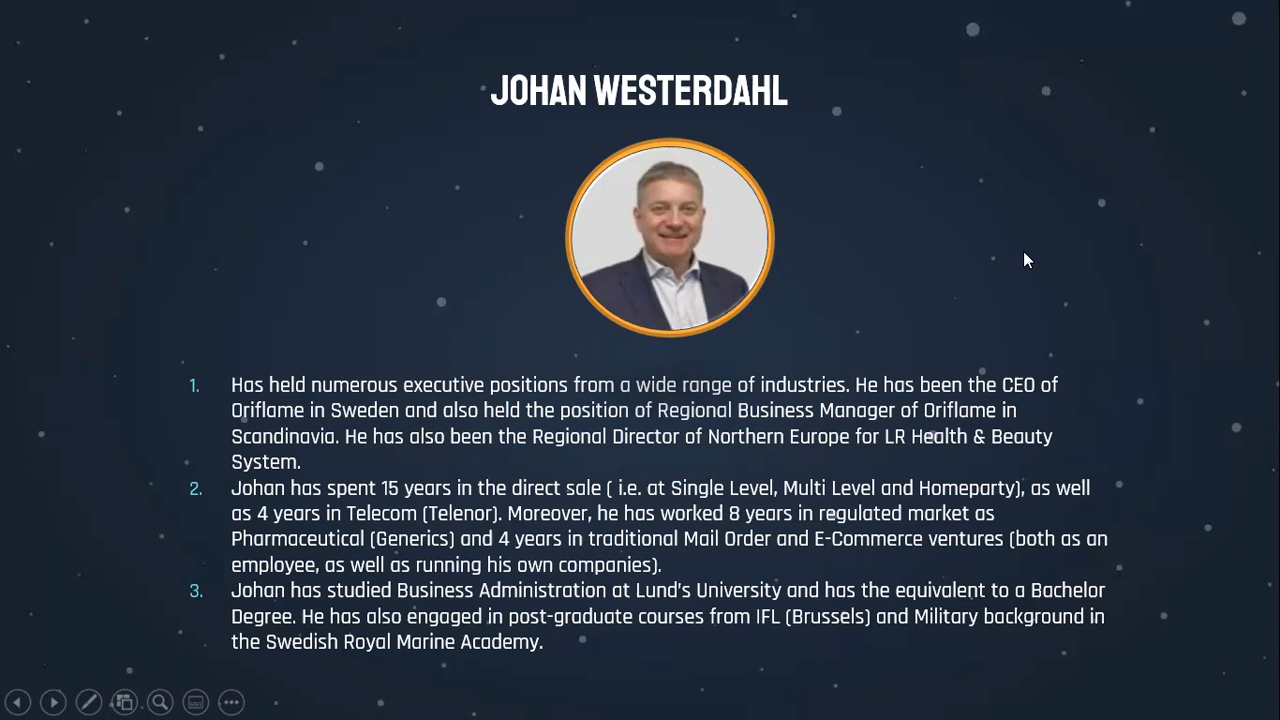 JOHAN WESTERDAHL
1. Has held numerous executive positions from a wide range of industries. He has been the CEO of
Oriflame in Sweden and also held the position of Regional Business Manager of Oriflame in
Scandinavia. He has also been the Regional Director of Northern Europe for LR Health & Beauty
System.
2. Johan has spent 15 years in the direct sale ( i.e. at Single Level, Multi Level and Homeparty), as well
as 4 years in Telecom (Telenor). Moreover, he has worked 8 years in regulated market as
Pharmaceutical (Generics) and 4 years in traditional Mail Order and E-Commerce ventures (both as an
employee, as well as running his own companies).
3. Johan has studied Business Administration at Lund's University and has the equivalent to a Bachelor
Degree. He has also engaged in post-graduate courses from IFL (Brussels) and Military background in
the Swedish Royal Marine Academy.